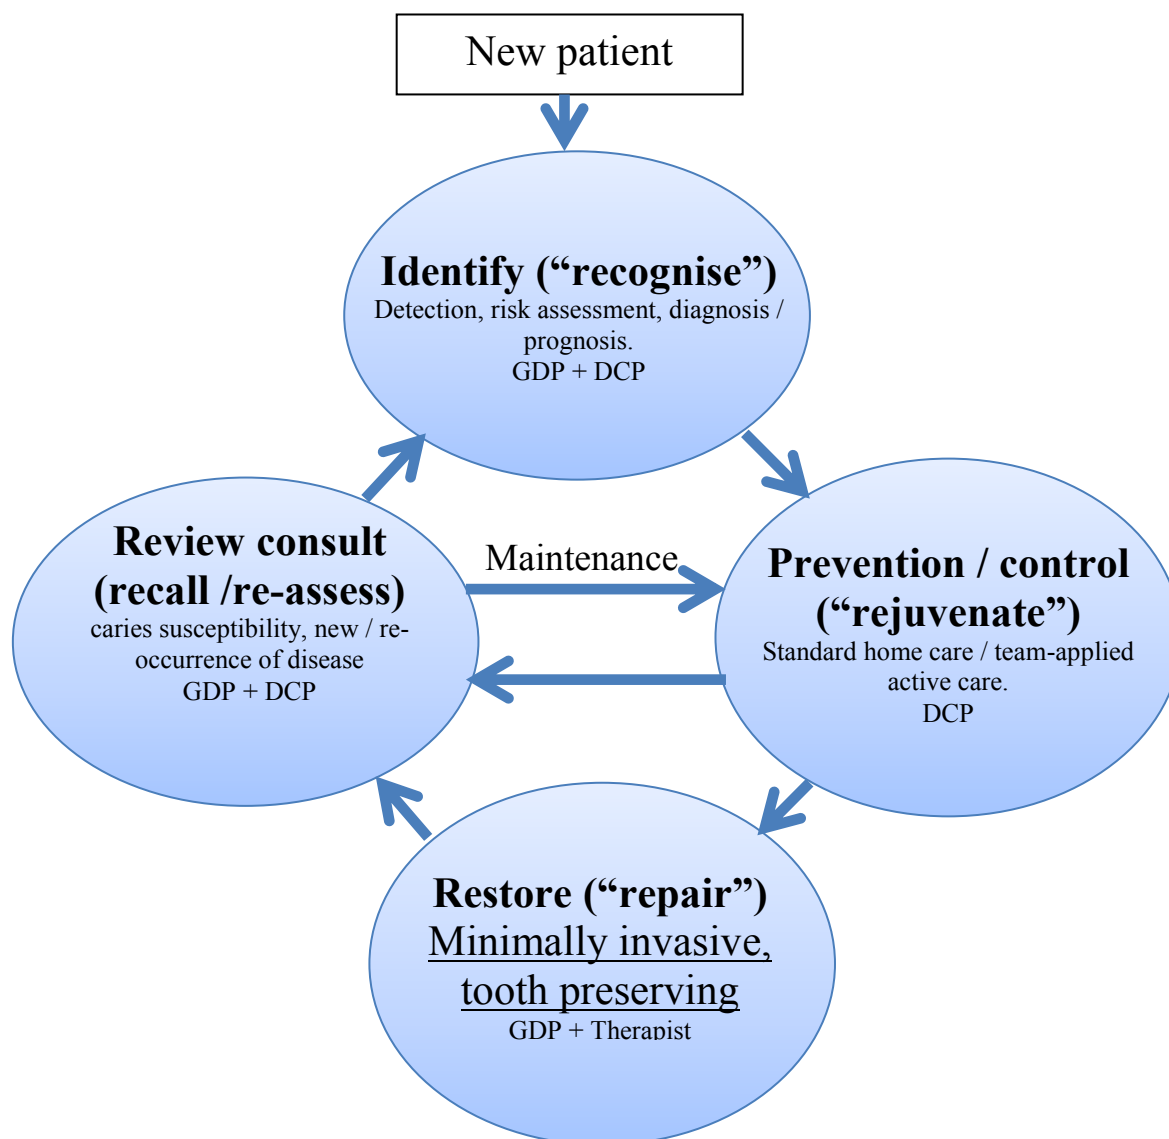 New patient
Identify (“recognise”)
Detection, risk assessment, diagnosis /
prognosis.
GDP + DCP
Review consult
(recall /re-assess)
caries susceptibility, new / re-
occurrence of disease
GDP + DCP
Maintenance
Prevention / control
(“rejuvenate”)
Standard home care / team-applied
active care.
DCP
Restore (“repair”)
Minimally invasive,
tooth preserving
GDP + Therapist